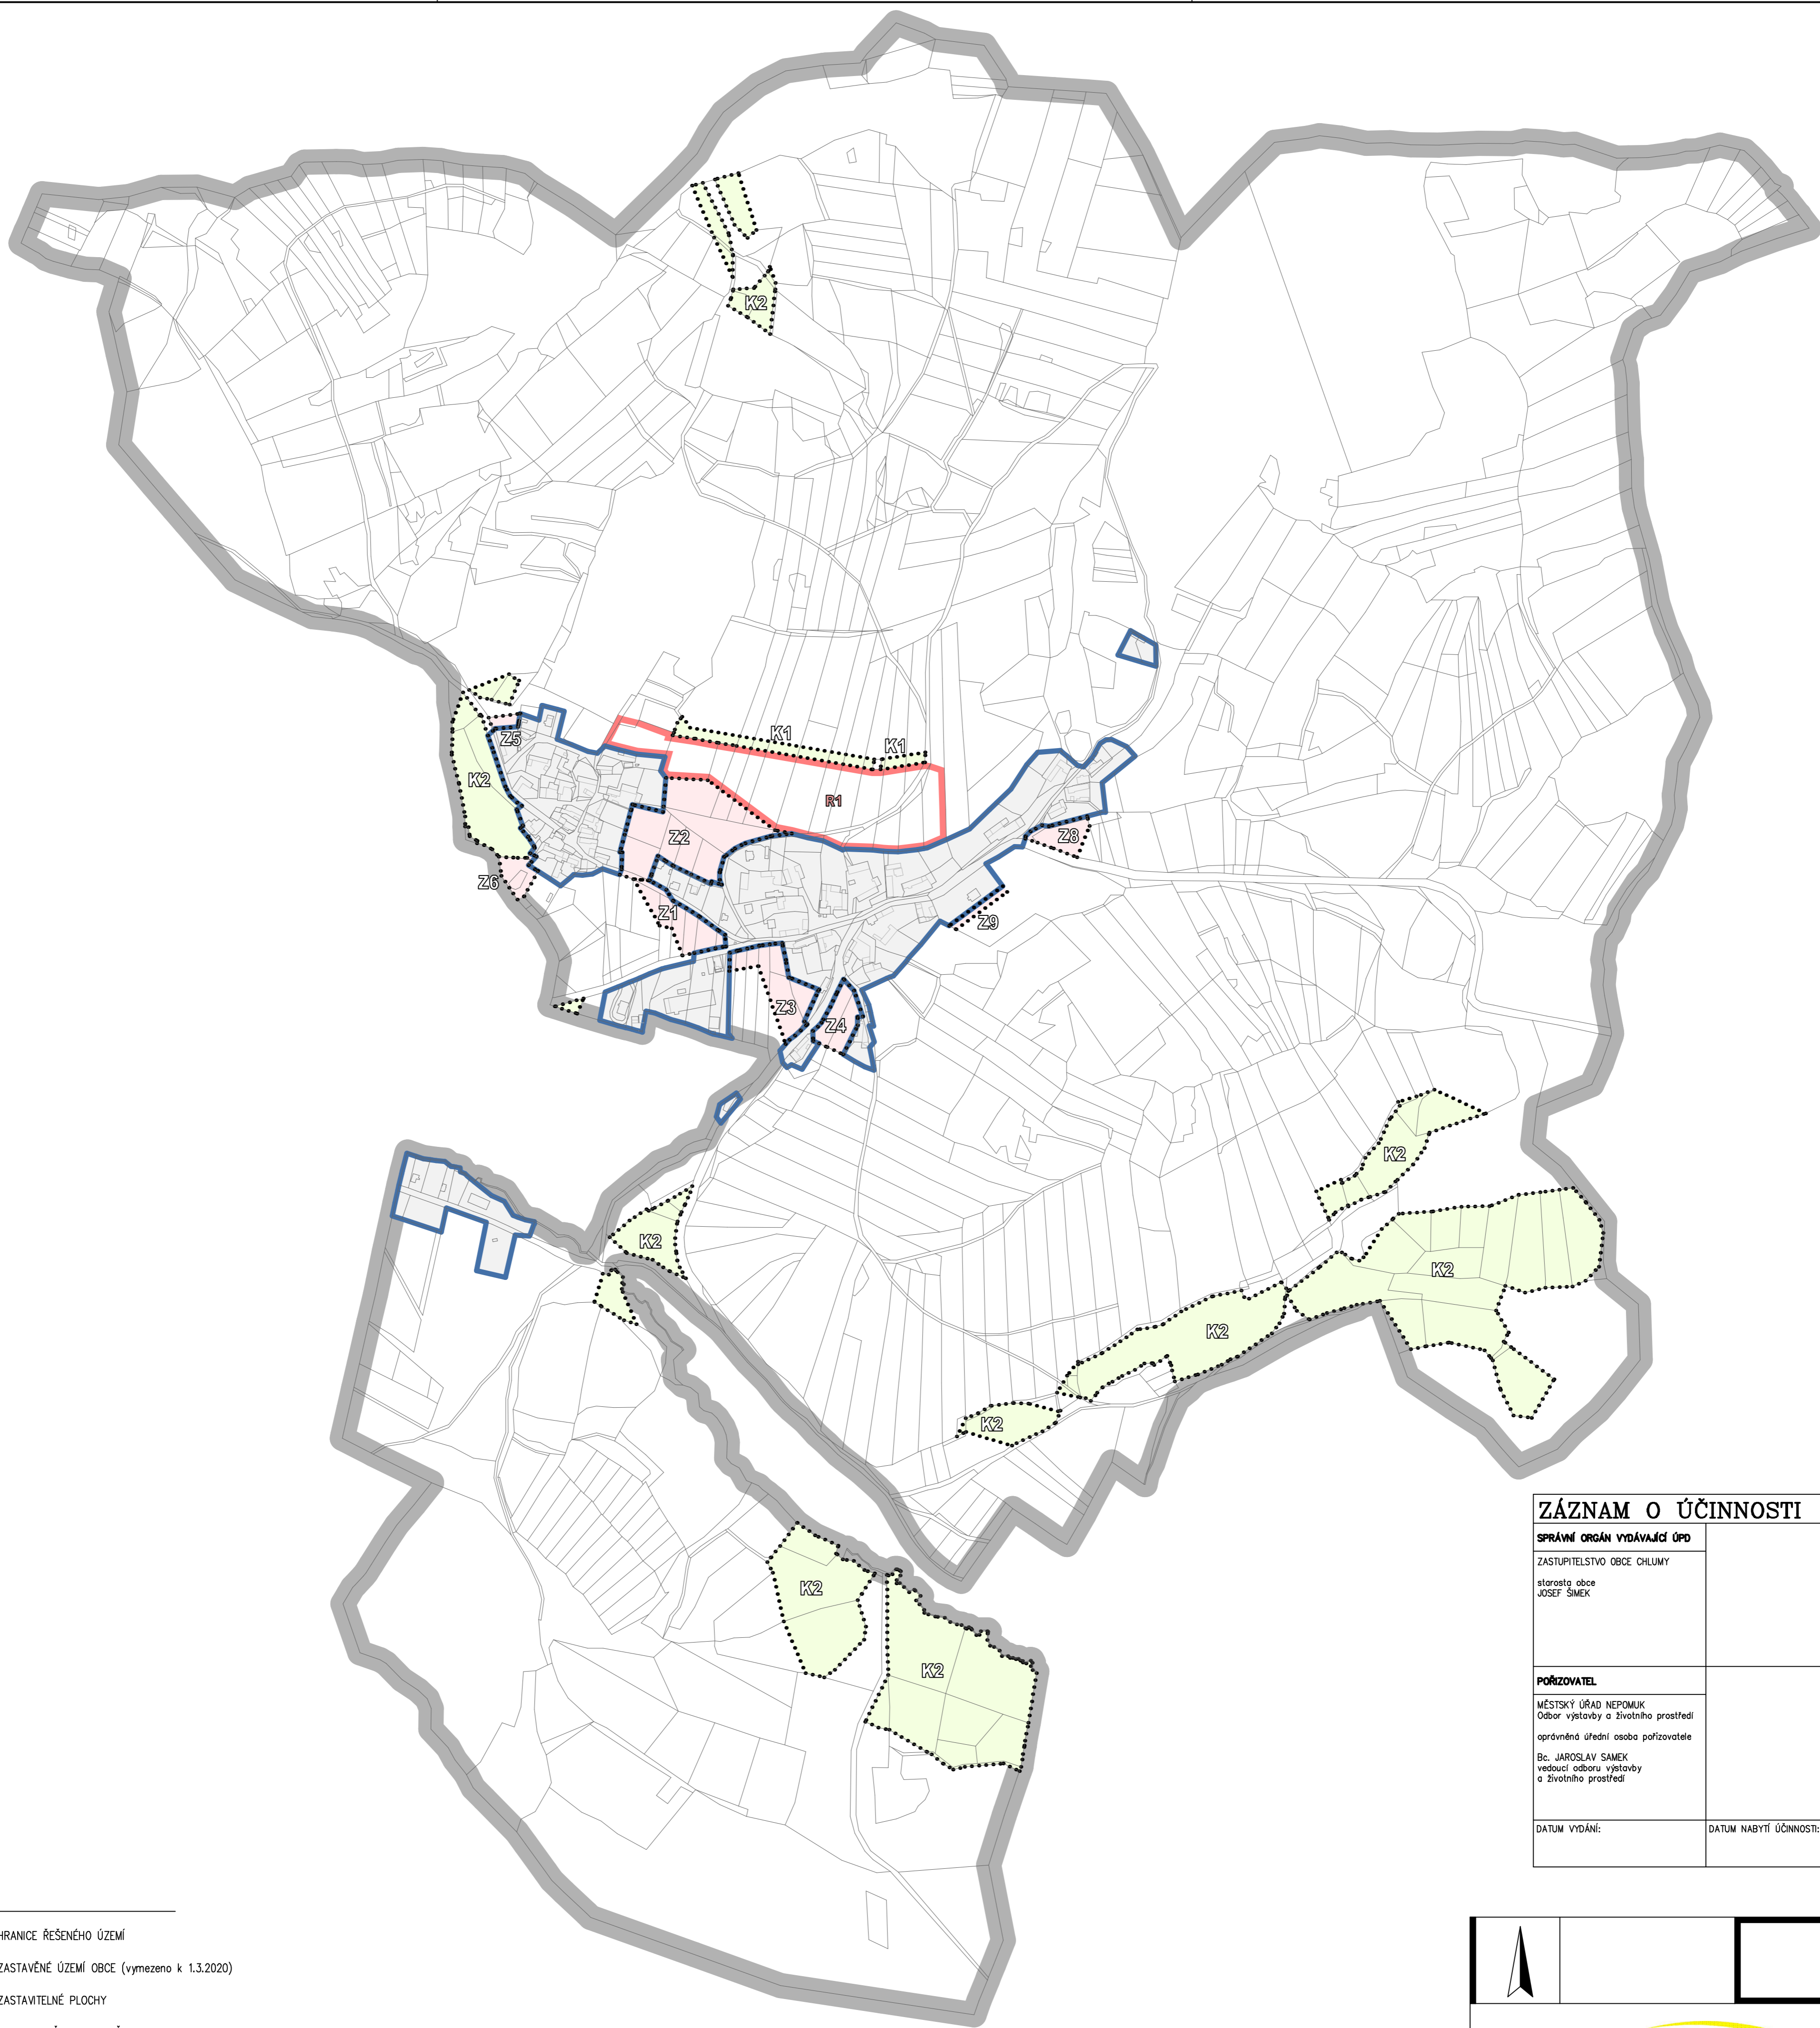 K2
K1
K1
Z5
K2
R1
Z2
Z8
Z6
Z1
Z9
Z3
Z4
K2
K2
K2
K2
K2
K2
K2
ZÁZNAM O ÚČINNOSTI
SPRÁVNÍ ORGÁN VYDÁVAJÍCÍ ÚPD
ZASTUPITELSTVO OBCE CHLUMY
starosta obce
JOSEF ŠIMEK
POŘIZOVATEL
MĚSTSKÝ ÚŘAD NEPOMUK
Odbor výstavby a životního prostředí
oprávněná úřední osoba pořizovatele
Bc. JAROSLAV SAMEK
vedoucí odboru výstavby
a životního prostředí
DATUM VYDÁNÍ:
DATUM NABYTÍ ÚČINNOSTI:
HRANICE ŘEŠENÉHO ÚZEMÍ
ZASTAVĚNÉ ÚZEMÍ OBCE (vymezeno k 1.3.2020)
ZASTAVITELNÉ PLOCHY